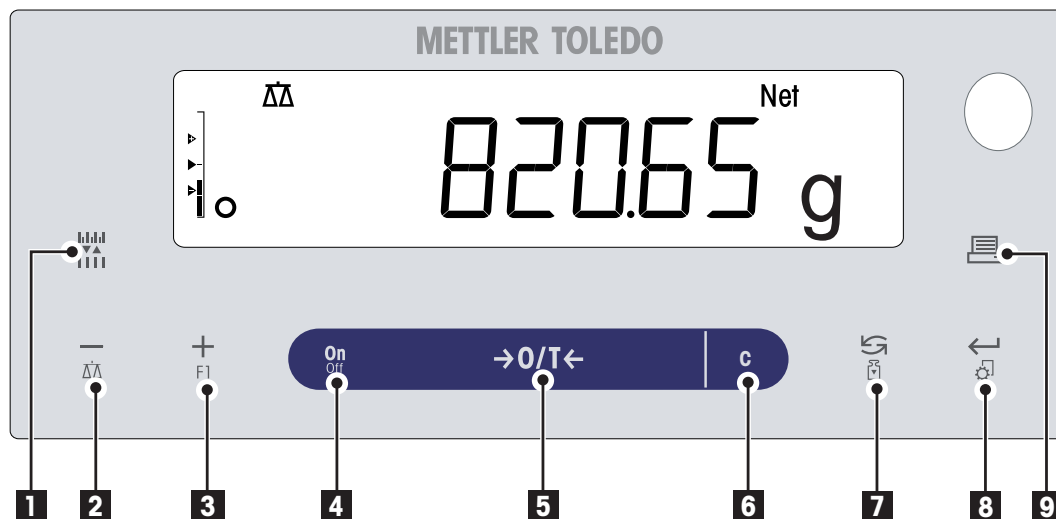 METTLER TOLEDO
Net
820.65 g
On
Off
→0/T←
C
F1
1 2 3 4 5 6 7 8 9